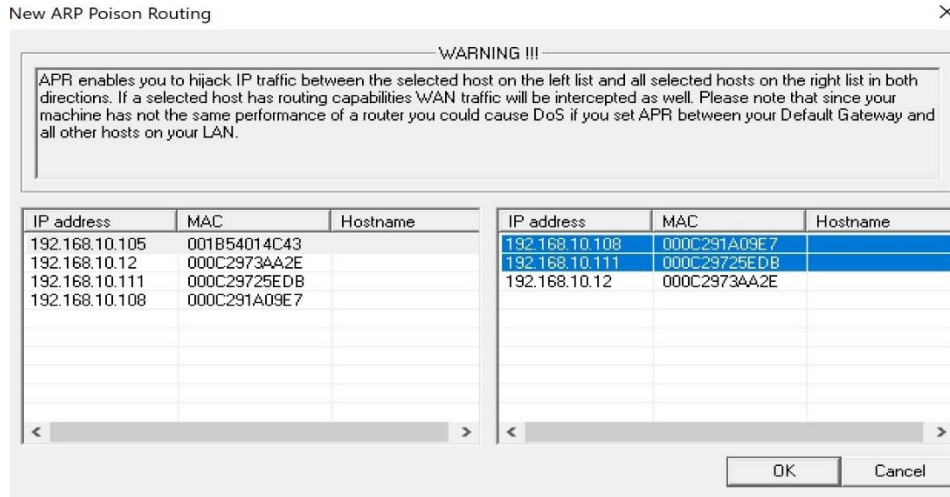 New ARP Poison Routing
WARNING !!!
APR enables you to hijack IP traffic between the selected host on the left list and all selected hosts on the right list in both
directions. If a selected host has routing capabilities WAN traffic will be intercepted as well. Please note that since your
machine has not the same performance of a router you could cause DoS if you set APR between your Default Gateway and
all other hosts on your LAN.
IP address MAC Hostname
192.168.10.105 001B54014C43
192.168.10.12 000C2973AA2E
192.168.10.111 000C29725EDB
192.168.10.108 000C291A09E7
IP address MAC Hostname
192.168.10.108 000C291A09E7
192.168.10.111 000C29725EDB
192.168.10.12 000C2973AA2E
OK Cancel